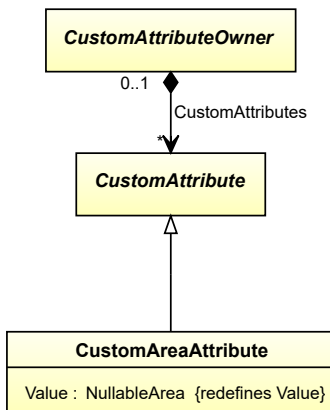 CustomAttributeOwner
0..1
CustomAttributes
*
CustomAttribute
CustomAreaAttribute
Value : NullableArea {redefines Value}